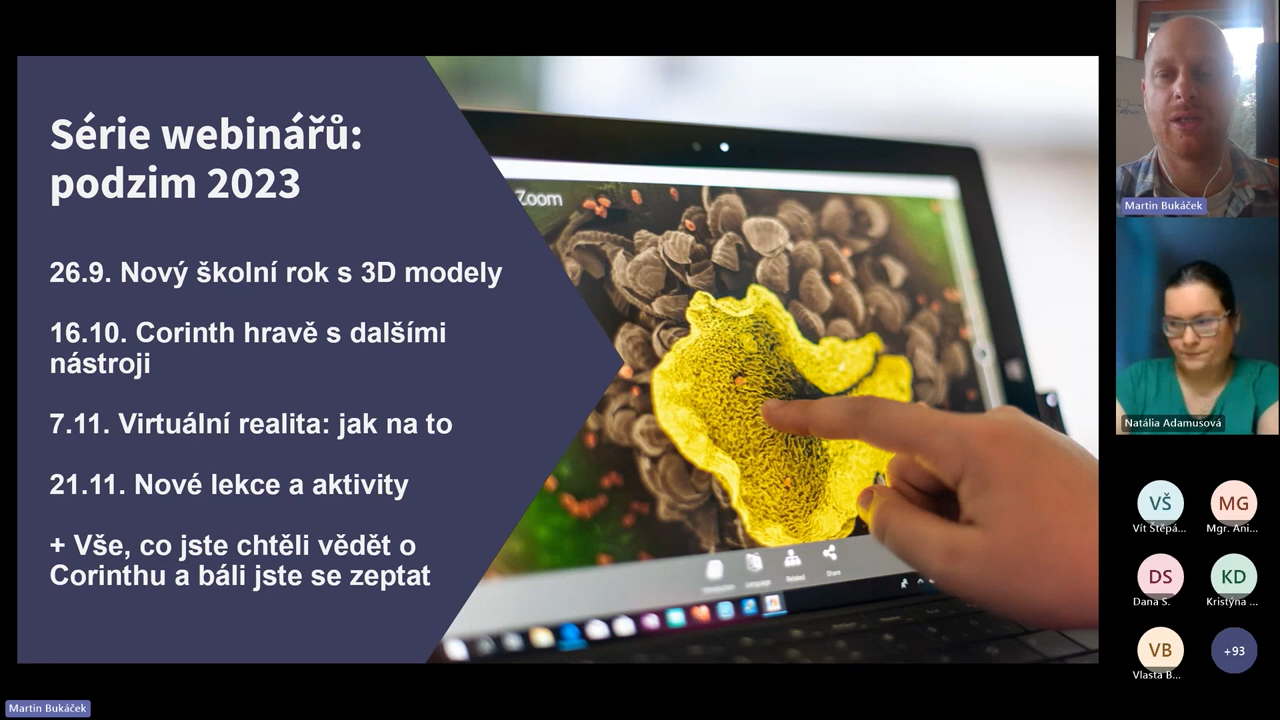 Série webinářů:
podzim 2023
26.9. Nový školní rok s 3D modely
16.10. Corinth hravě s dalšími
nástroji
7.11. Virtuální realita: jak na to
21.11. Nové lekce a aktivity
+ Vše, co jste chtěli vědět o
Corinthu a báli jste se zeptat
Zoom
Language
Related
Share
Martin Bukáček
Natália Adamusová
VŠ
MG
Vít Štěpá...
Mgr. Ani...
DS
KD
Dana S.
Kristýna ...
VB
+93
Vlasta B...
Martin Bukáček